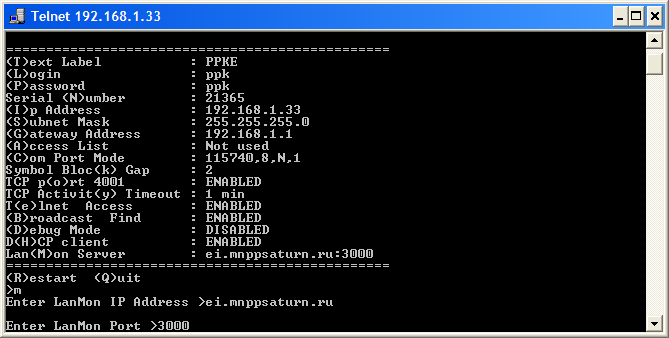 Telnet 192.168.1.33
================================================
(T)ext Label           : PPKE
(L)ogin                : ppk
(P)assword             : ppk
Serial (N)umber        : 21365
(I)p Address           : 192.168.1.33
(S)ubnet Mask          : 255.255.255.0
(G)ateway Address      : 192.168.1.1
(A)ccess List          : Not used
(C)om Port Mode        : 115740,8,N,1
Symbol Bloc(k) Gap     : 2
TCP p(o)rt 4001        : ENABLED
TCP Activit(y) Timeout : 1 min
T(e)lnet  Access       : ENABLED
(B)roadcast  Find      : ENABLED
(D)ebug Mode           : DISABLED
D(H)CP client          : ENABLED
Lan(M)on Server        : ei.mnppsaturn.ru:3000
================================================
(R)estart  (Q)uit
>m
Enter LanMon IP Address >ei.mnppsaturn.ru
Enter LanMon Port >3000